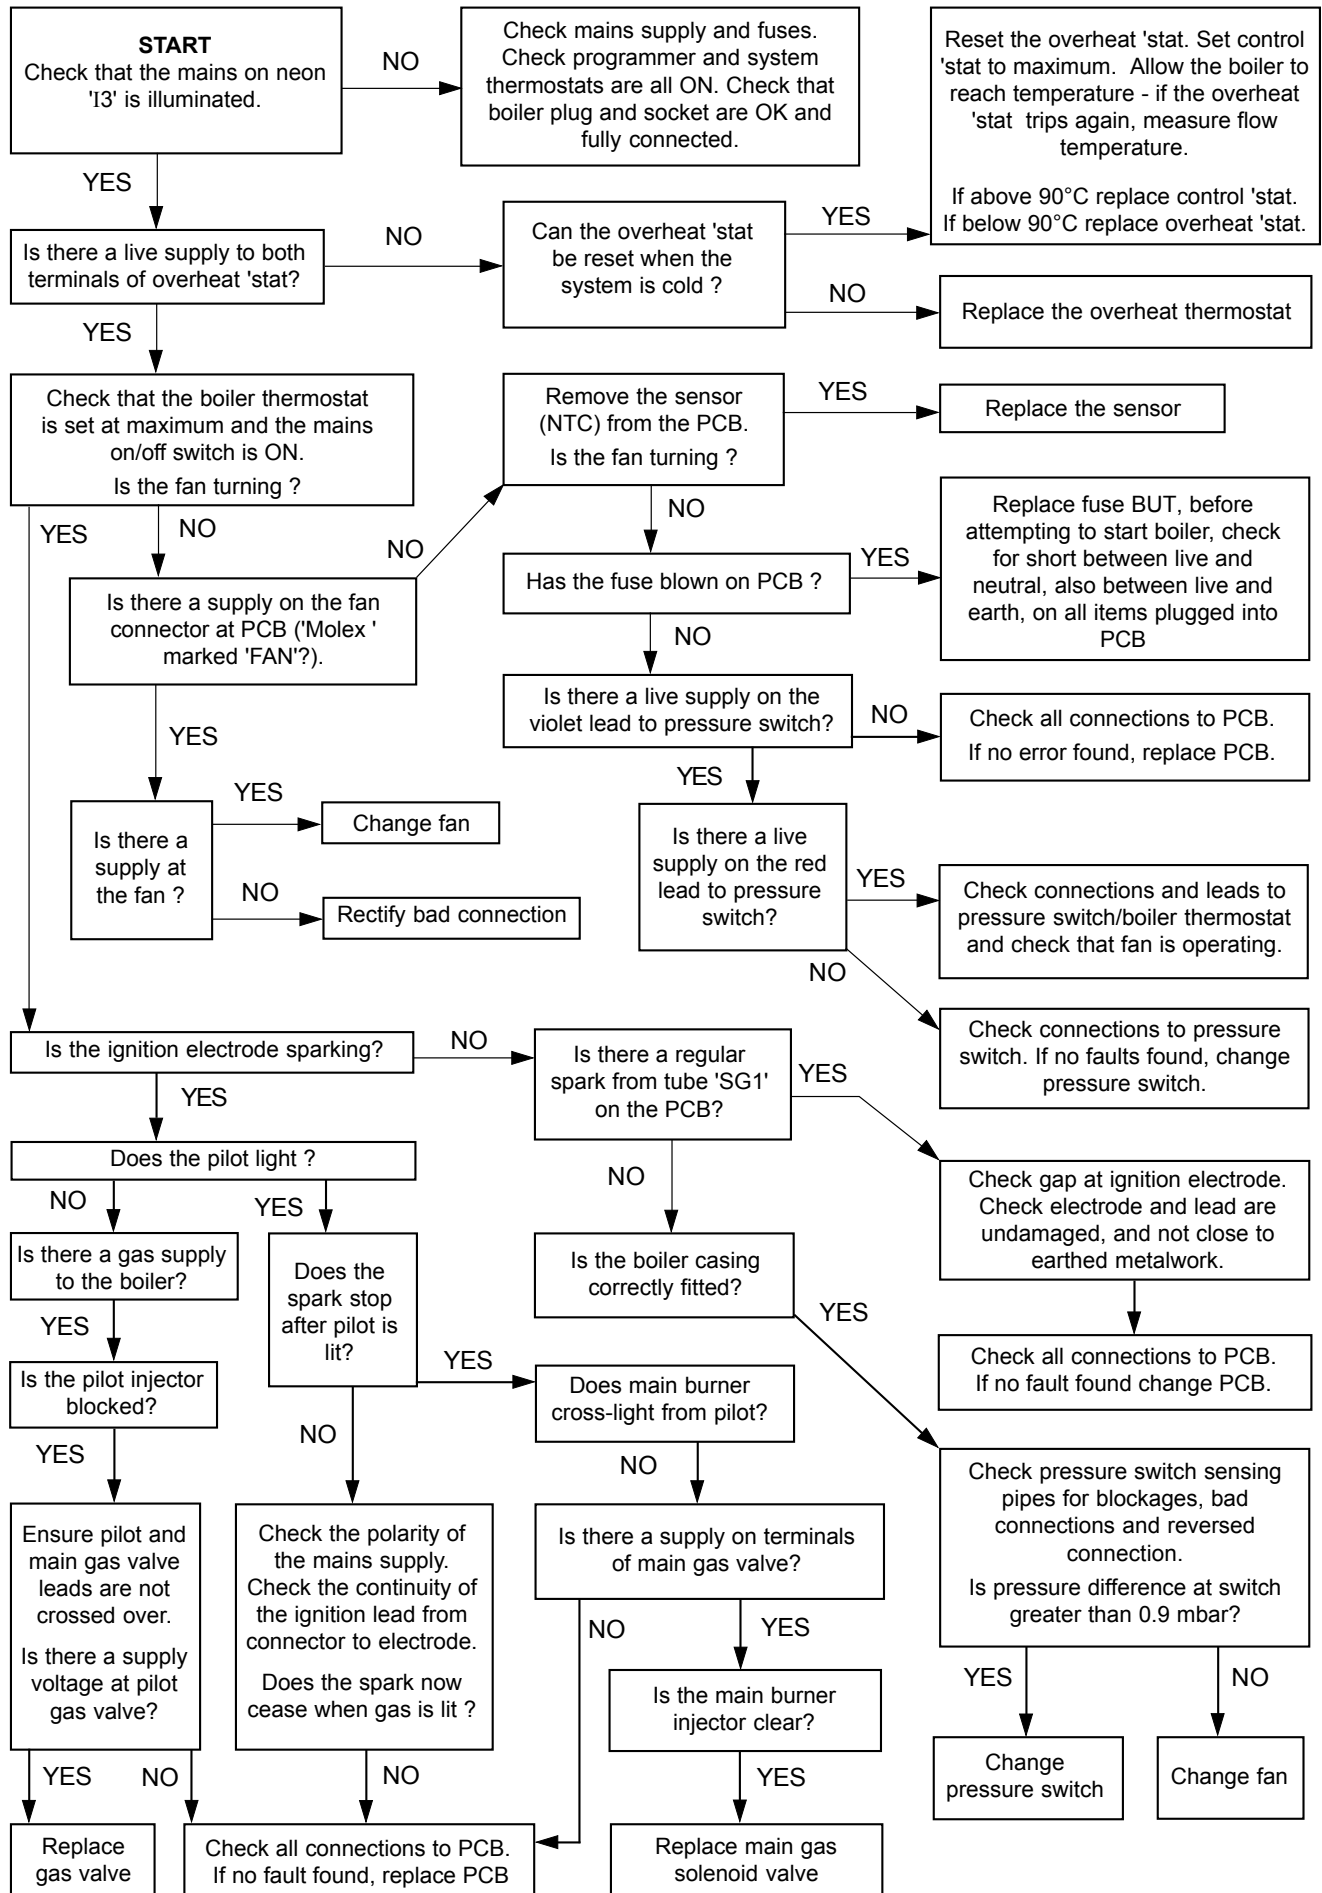 START
Check that the mains on neon
'I3' is illuminated.
NO
Check mains supply and fuses.
Check programmer and system
thermostats are all ON. Check that
boiler plug and socket are OK and
fully connected.
Reset the overheat 'stat. Set control
'stat to maximum. Allow the boiler to
reach temperature - if the overheat
'stat trips again, measure flow
temperature.
If above 90°C replace control 'stat.
If below 90°C replace overheat 'stat.
YES
Is there a live supply to both
terminals of overheat 'stat?
NO
Can the overheat 'stat
be reset when the
system is cold ?
YES
NO
Replace the overheat thermostat
YES
Check that the boiler thermostat
is set at maximum and the mains
on/off switch is ON.
Is the fan turning ?
Remove the sensor
(NTC) from the PCB.
Is the fan turning ?
YES
Replace the sensor
YES
NO
NO
NO
Is there a supply on the fan
connector at PCB ('Molex '
marked 'FAN'?).
Has the fuse blown on PCB ?
YES
Replace fuse BUT, before
attempting to start boiler, check
for short between live and
neutral, also between live and
earth, on all items plugged into
PCB
NO
Is there a live supply on the
violet lead to pressure switch?
NO
Check all connections to PCB.
If no error found, replace PCB.
YES
YES
Is there a
supply at
the fan ?
YES
Change fan
NO
Rectify bad connection
Is there a live
supply on the red
lead to pressure
switch?
YES
Check connections and leads to
pressure switch/boiler thermostat
and check that fan is operating.
NO
Check connections to pressure
switch. If no faults found, change
pressure switch.
Is the ignition electrode sparking?
NO
Is there a regular
spark from tube 'SG1'
on the PCB?
YES
YES
Does the pilot light ?
NO
YES
NO
Check gap at ignition electrode.
Check electrode and lead are
undamaged, and not close to
earthed metalwork.
Is there a gas supply
to the boiler?
Does the
spark stop
after pilot is
lit?
Is the boiler casing
correctly fitted?
YES
YES
Check all connections to PCB.
If no fault found change PCB.
Is the pilot injector
blocked?
YES
Does main burner
cross-light from pilot?
YES
NO
NO
Check pressure switch sensing
pipes for blockages, bad
connections and reversed
connection.
Is pressure difference at switch
greater than 0.9 mbar?
Ensure pilot and
main gas valve
leads are not
crossed over.
Is there a supply
voltage at pilot
gas valve?
Check the polarity of
the mains supply.
Check the continuity of
the ignition lead from
connector to electrode.
Does the spark now
cease when gas is lit ?
Is there a supply on terminals
of main gas valve?
NO
YES
YES
NO
Is the main burner
injector clear?
Change
pressure switch
Change fan
YES
NO
NO
YES
Replace
gas valve
Check all connections to PCB.
If no fault found, replace PCB
Replace main gas
solenoid valve